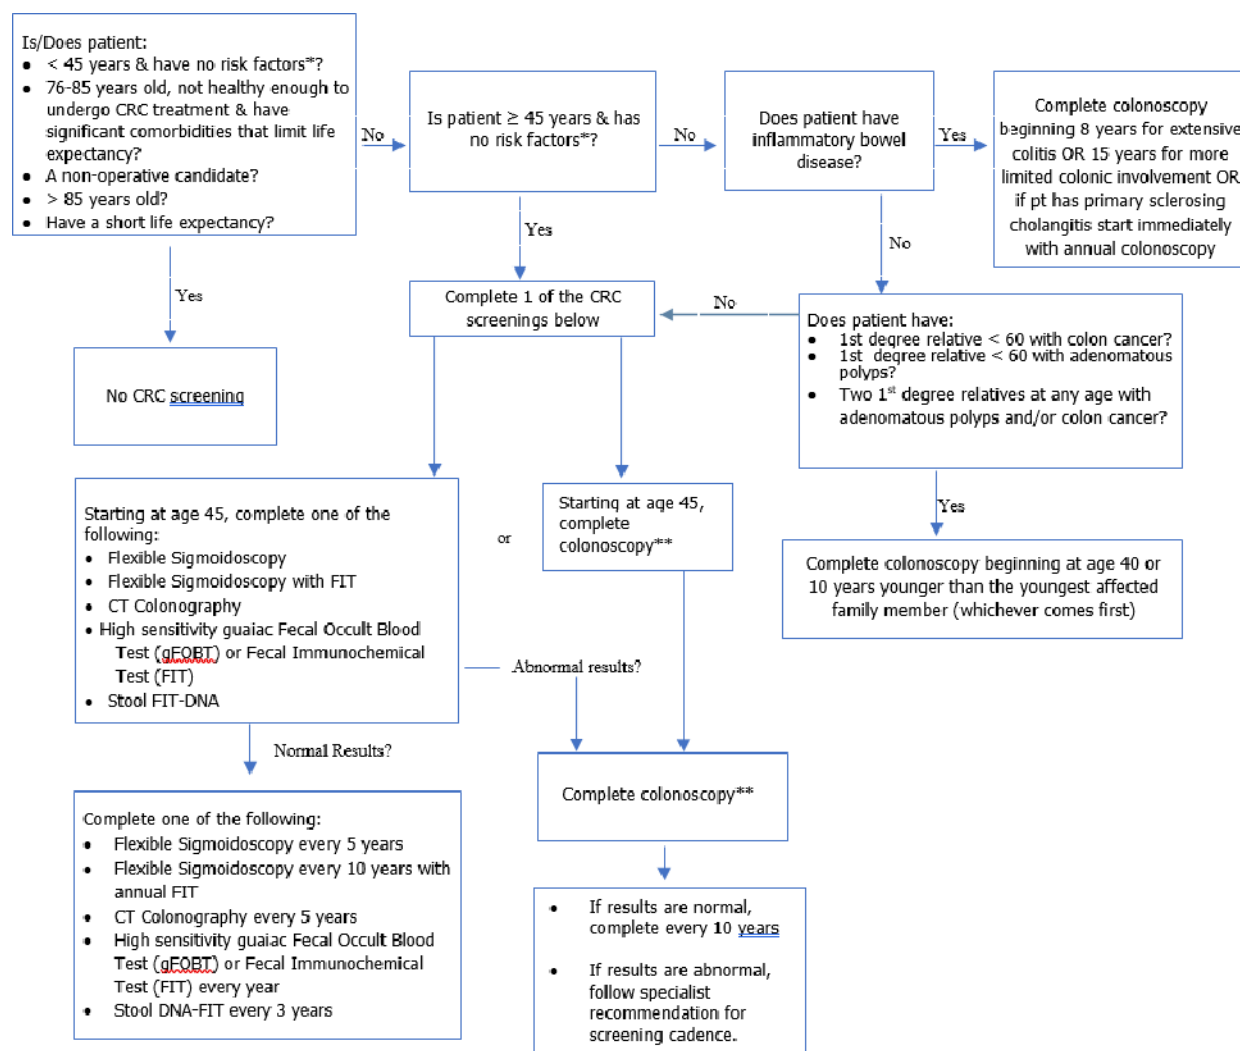 Is/Does patient:
• < 45 years & have no risk factors*?
• 76-85 years old, not healthy enough to
undergo CRC treatment & have
significant comorbidities that limit life
expectancy?
• A non-operative candidate?
• > 85 years old?
• Have a short life expectancy?
No
Is patient ≥ 45 years & has
no risk factors*?
No
Does patient have
inflammatory bowel
disease?
Yes
Complete colonoscopy
beginning 8 years for extensive
colitis OR 15 years for more
limited colonic involvement OR
if pt has primary sclerosing
cholangitis start immediately
with annual colonoscopy
Yes
Yes
No
No CRC screening
Complete 1 of the CRC
screenings below
No
Does patient have:
• 1st degree relative < 60 with colon cancer?
• 1st degree relative < 60 with adenomatous
polyps?
• Two 1st degree relatives at any age with
adenomatous polyps and/or colon cancer?
Yes
Complete colonoscopy beginning at age 40 or
10 years younger than the youngest affected
family member (whichever comes first)
Starting at age 45, complete one of the
following:
• Flexible Sigmoidoscopy
• Flexible Sigmoidoscopy with FIT
• CT Colonography
• High sensitivity guaiac Fecal Occult Blood
Test (gFOBT) or Fecal Immunochemical
Test (FIT)
• Stool FIT-DNA
or
Starting at age 45,
complete
colonoscopy**
Abnormal results?
Normal Results?
Complete colonoscopy**
Complete one of the following:
• Flexible Sigmoidoscopy every 5 years
• Flexible Sigmoidoscopy every 10 years with
annual FIT
• CT Colonography every 5 years
• High sensitivity guaiac Fecal Occult Blood
Test (gFOBT) or Fecal Immunochemical
Test (FIT) every year
• Stool DNA-FIT every 3 years
• If results are normal,
complete every 10 years
• If results are abnormal,
follow specialist
recommendation for
screening cadence.